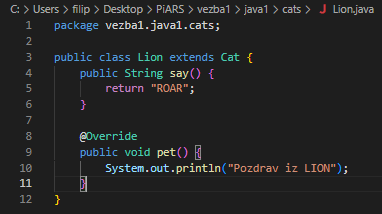 C: > Users > filip > Desktop > PiARS > vezba1 > java1 > cats > J Lion.java
1 package vezba1.java1.cats;
2
3 public class Lion extends Cat {
4 public String say() {
5 return "ROAR";
6 }
7
8 @Override
9 public void pet() {
10 System.out.println("Pozdrav iz LION");
11 }
12 }